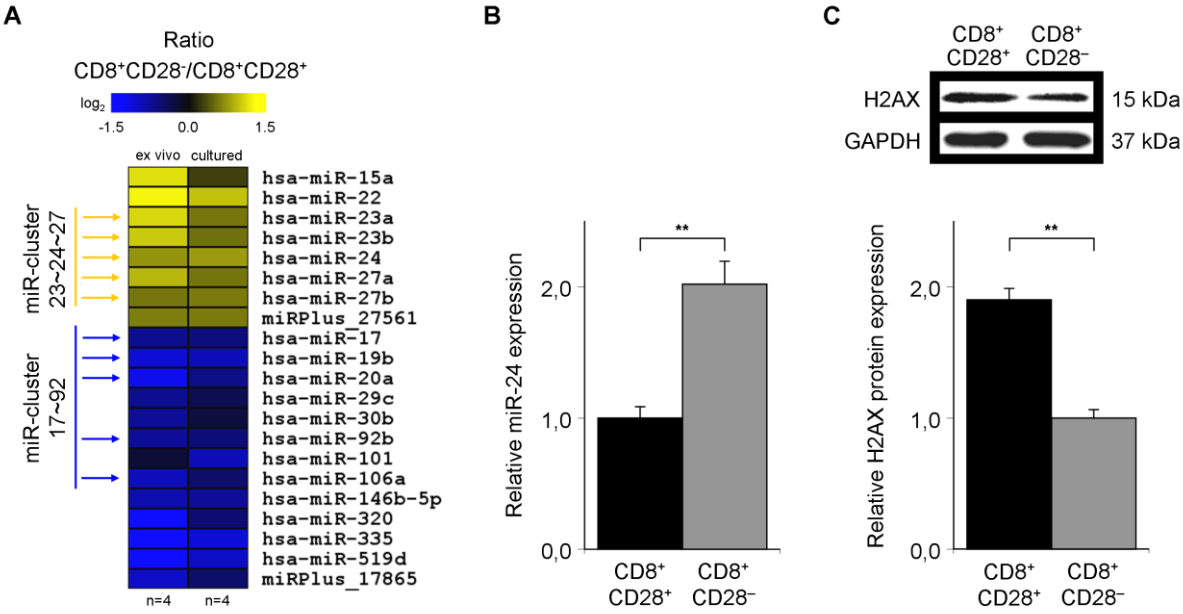 A
Ratio
CD8⁺CD28⁻/CD8⁺CD28⁺
log₂
-1.5 0.0 1.5
ex vivo cultured
miR-cluster
23~24~27
miR-cluster
17~92
hsa-miR-15a
hsa-miR-22
hsa-miR-23a
hsa-miR-23b
hsa-miR-24
hsa-miR-27a
hsa-miR-27b
miRPlus_27561
hsa-miR-17
hsa-miR-19b
hsa-miR-20a
hsa-miR-29c
hsa-miR-30b
hsa-miR-92b
hsa-miR-101
hsa-miR-106a
hsa-miR-146b-5p
hsa-miR-320
hsa-miR-335
hsa-miR-519d
miRPlus_17865
n=4 n=4
B
Relative miR-24 expression
**
2,0
1,0
0,0
CD8⁺ CD8⁺
CD28⁺ CD28⁻
C
CD8⁺ CD8⁺
CD28⁺ CD28⁻
H2AX 15 kDa
GAPDH 37 kDa
Relative H2AX protein expression
**
2,0
1,0
0,0
CD8⁺ CD8⁺
CD28⁺ CD28⁻